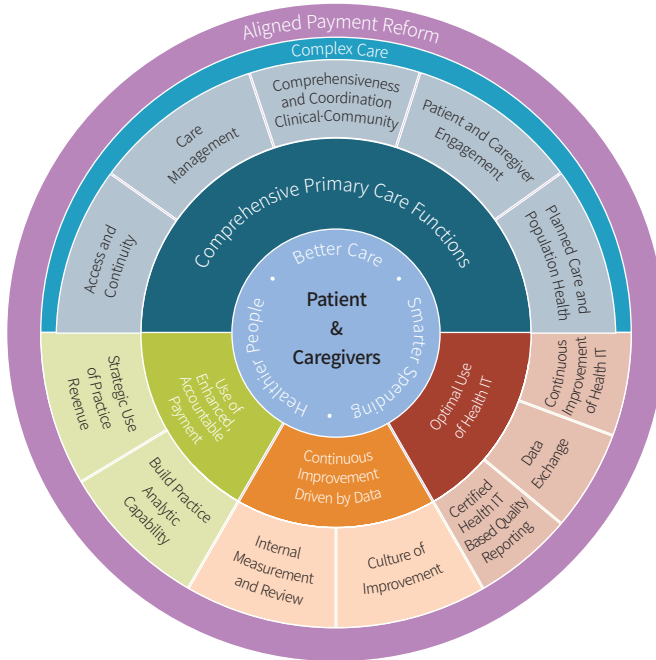 Aligned Payment Reform
Complex Care
Access and
Continuity
Care
Management
Comprehensiveness
and Coordination
Clinical-Community
Patient and Caregiver
Engagement
Planned Care and
Population Health
Comprehensive Primary Care Functions
Better Care
Smarter Spending
Healthier People
Patient
&
Caregivers
Use of
Enhanced,
Accountable
Payment
Continuous
Improvement
Driven by Data
Optimal Use
of Health IT
Strategic Use
of Practice
Revenue
Build Practice
Analytic
Capability
Internal
Measurement
and Review
Culture of
Improvement
Certified
Health IT
Based Quality
Reporting
Data
Exchange
Continuous
Improvement
of Health IT